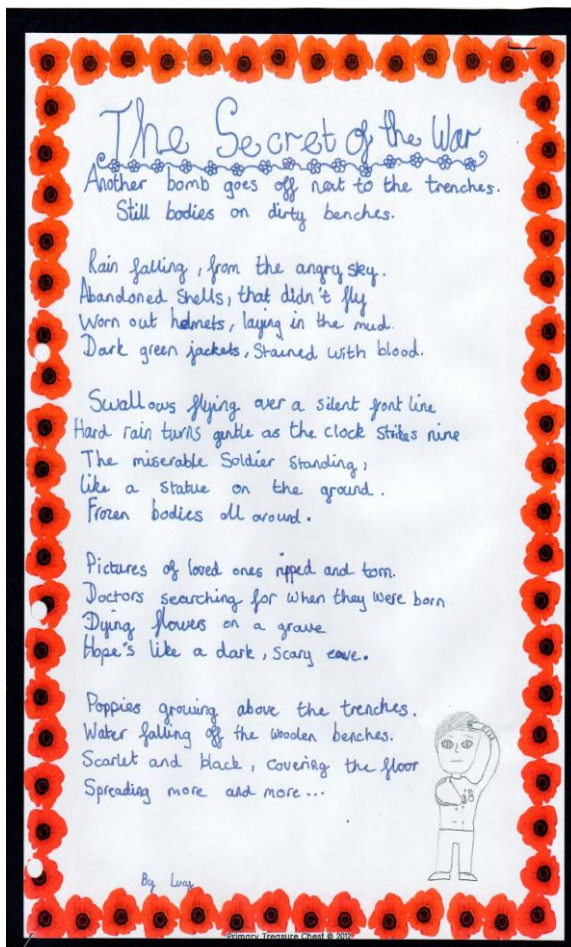 The Secret of the War
Another bomb goes off next to the trenches.
Still bodies on dirty benches.
Rain falling, from the angry sky.
Abandoned shells, that didn't fly
Worn out helmets, laying in the mud.
Dark green jackets, stained with blood.
Swallows flying over a silent front line
Hard rain turns gentle as the clock strikes nine
The miserable Soldier standing,
like a statue on the ground.
Frozen bodies all around.
Pictures of loved ones ripped and torn.
Doctors searching for when they were born
Dying flowers on a grave
Hope's like a dark, scary cave.
Poppies growing above the trenches.
Water falling off the wooden benches.
Scarlet and black, covering the floor
Spreading more and more...
By Lucy
Primary Treasure Chest © 2012